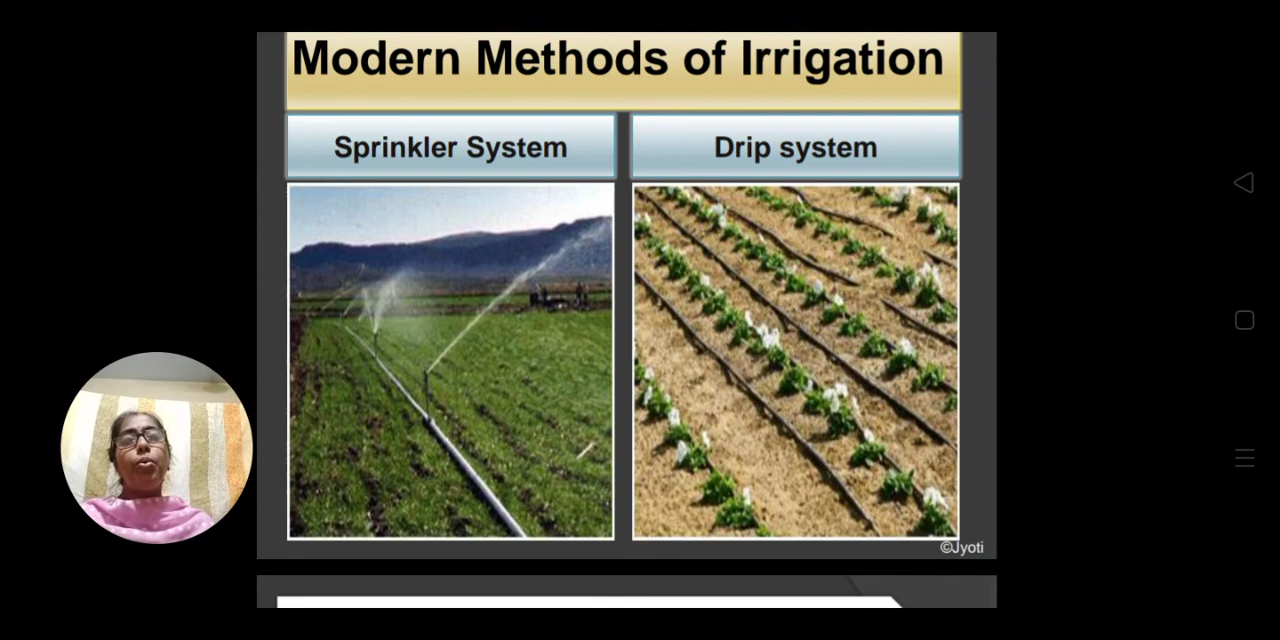 Modern Methods of Irrigation
Sprinkler System
Drip system
©Jyoti